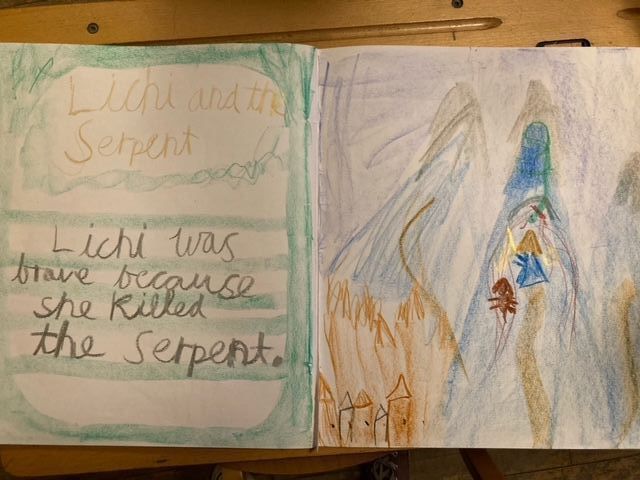 Lichi and the
Serpent
Lichi was
brave because
she Killed
the Serpent.